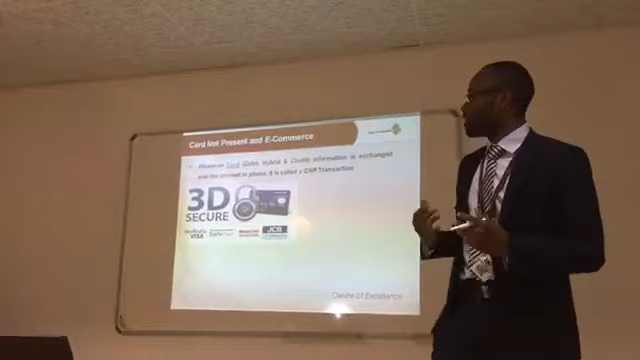 Card Not Present and E-Commerce
Whenever Card (Debit, Hybrid & Credit) information is exchanged
over the internet or phone, it is called a CNP Transaction
3D
SECURE
VISA
JCB
Centre of Excellence